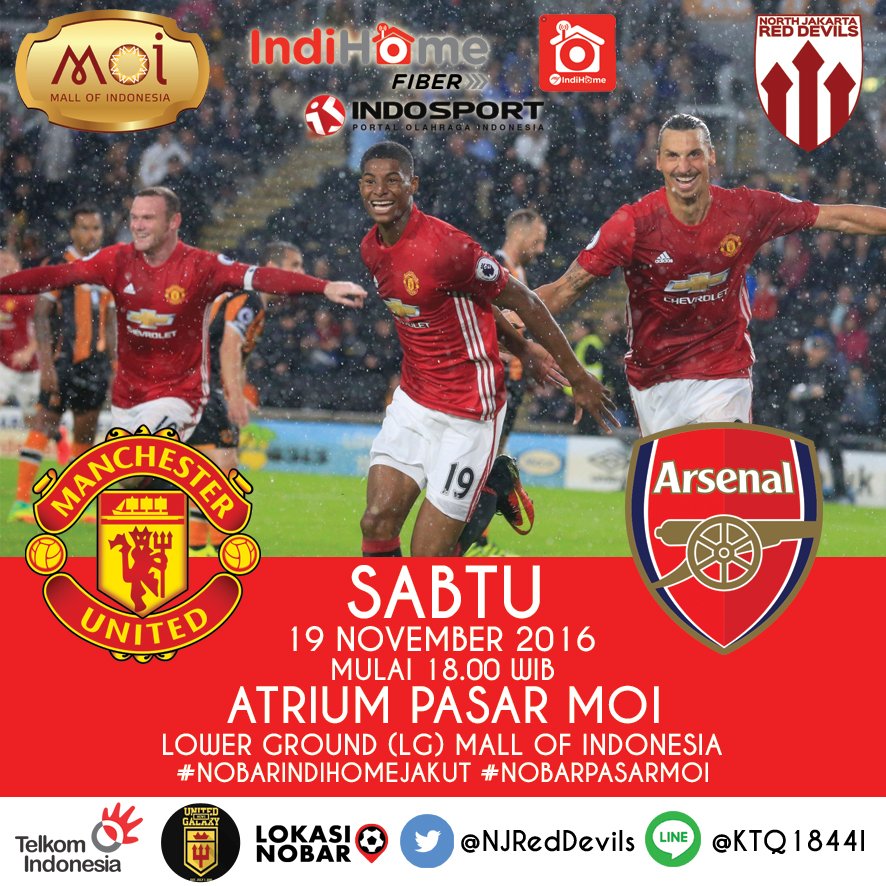 MOI
MALL OF INDONESIA
IndiHome
FIBER
INDOSPORT
PORTAL OLAHRAGA INDONESIA
IndiHome
NORTH JAKARTA
RED DEVILS
CHEVROLET
CHEVROLET
CHEVROLET
19
MANCHESTER
UNITED
Arsenal
SABTU
19 NOVEMBER 2016
MULAI 18.00 WIB
ATRIUM PASAR MOI
LOWER GROUND (LG) MALL OF INDONESIA
#NOBARINDIHOMEJAKUT #NOBARPASARMOI
Telkom
Indonesia
UNITED
GALAXY
LOKASI
NOBAR
@NJRedDevils
LINE
@KTQ1844I